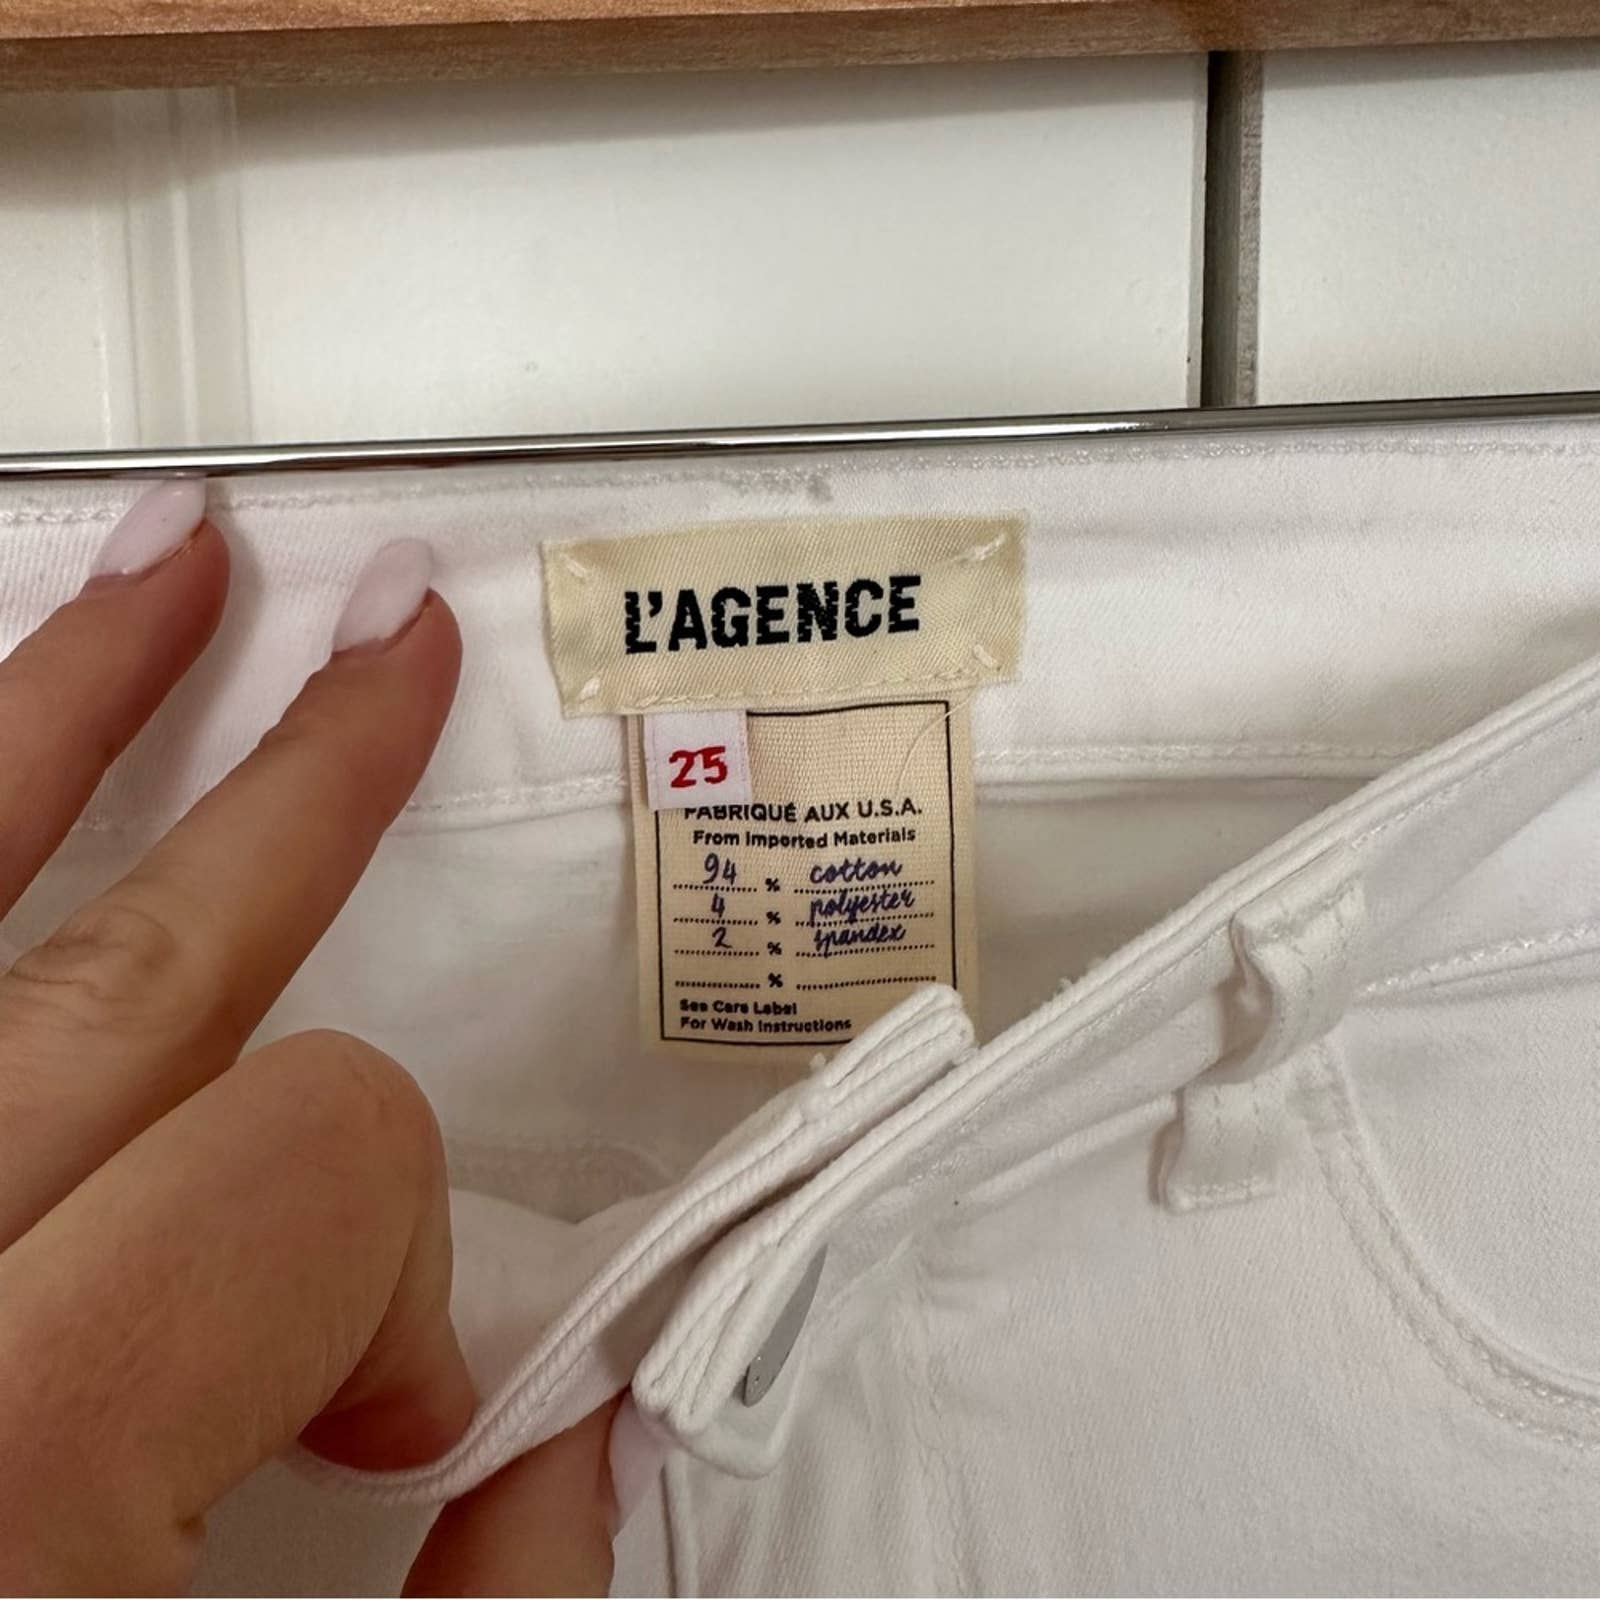 L'AGENCE
25
FABRIQUÉ AUX U.S.A.
From Imported Materials
94 % cotton
4 % polyester
2 % spandex
%
See Care Label
For Wash Instructions